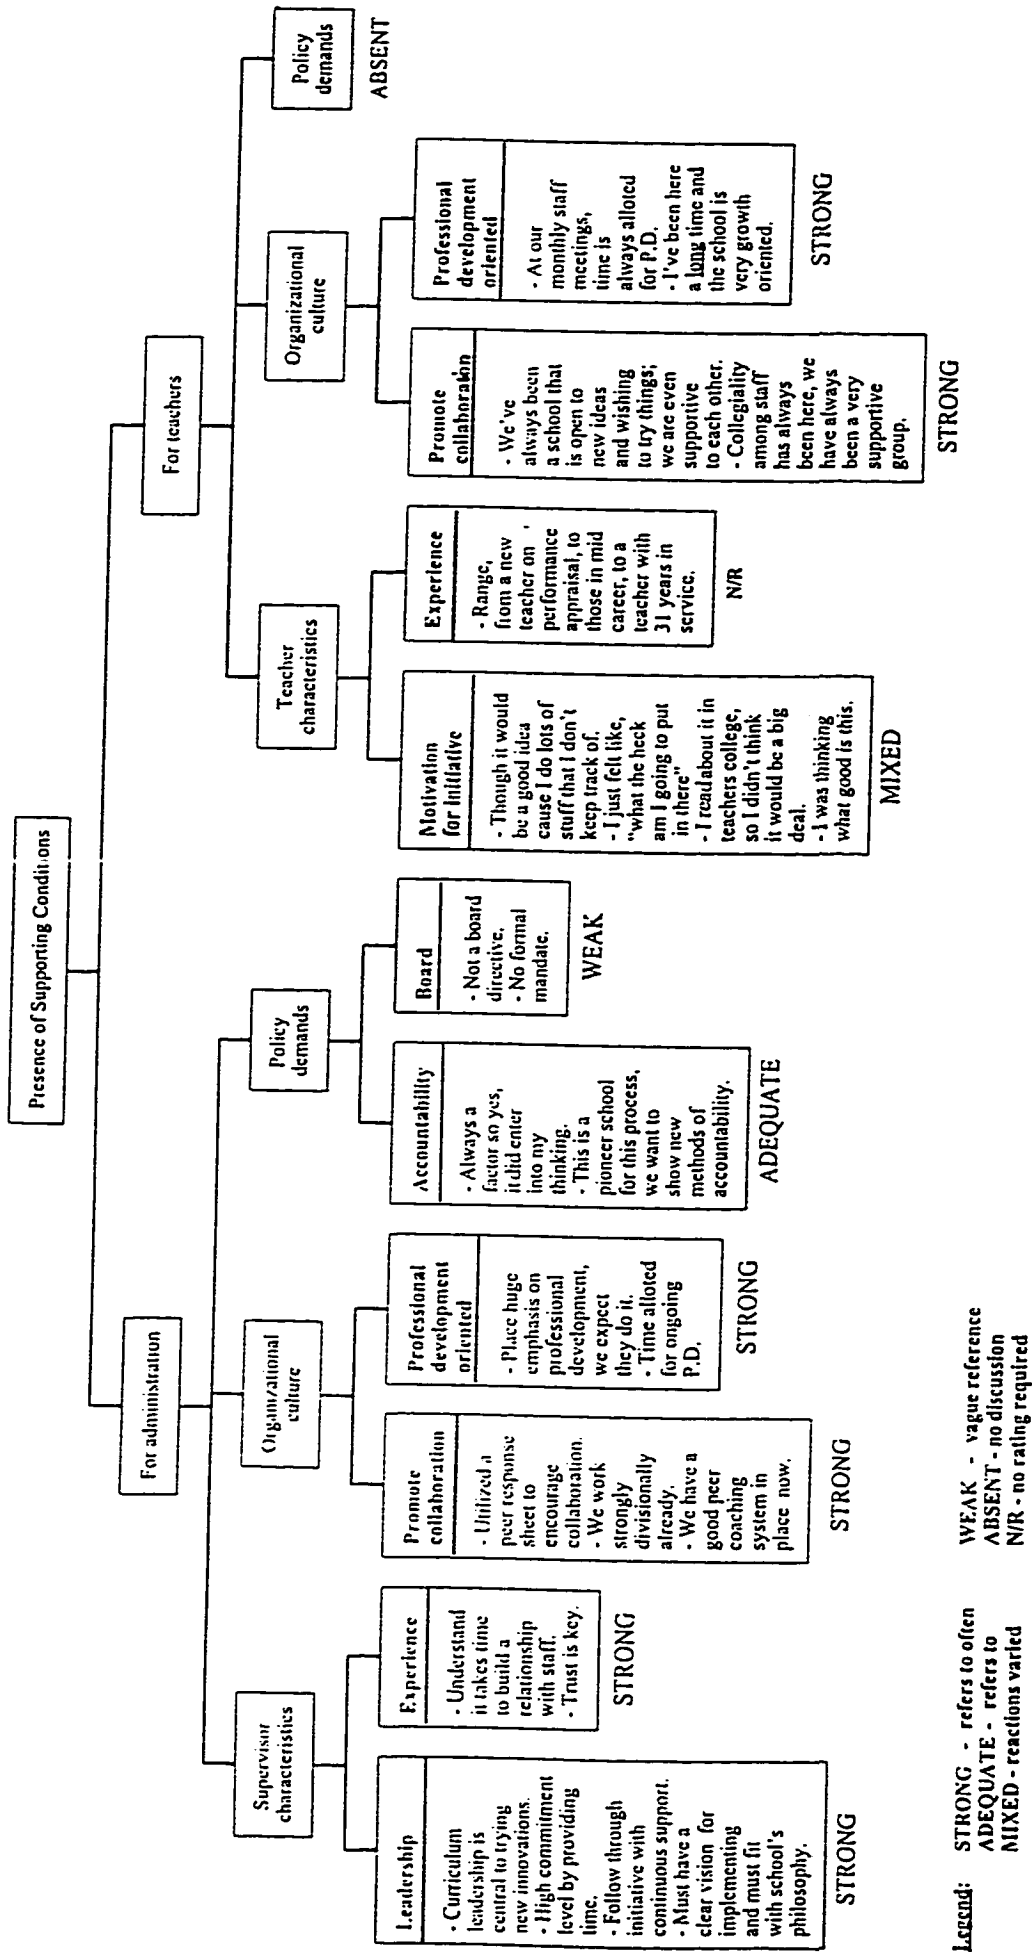 Presence of Supporting Conditions
For administration
For teachers
Supervisor
characteristics
Organizational
culture
Policy
demands
Teacher
characteristics
Organizational
culture
Policy
demands
ABSENT
Leadership
- Curriculum
leadership is
central to trying
new innovations.
- High commitment
level by providing
time.
- Follow through
initiative with
continuous support.
- Must have a
clear vision for
implementing
and must fit
with school's
philosophy.
STRONG
Experience
- Understand
it takes time
to build a
relationship
with staff.
- Trust is key.
STRONG
Promote
collaboration
- Utilized a
peer response
sheet to
encourage
collaboration.
- We work
strongly
divisionally
already.
- We have a
good peer
coaching
system in
place now.
STRONG
Professional
development
oriented
- Place huge
emphasis on
professional
development,
we expect
they do it.
- Time alloted
for ongoing
P.D.
STRONG
Accountability
- Always a
factor so yes,
it did enter
into my
thinking.
- This is a
pioneer school
for this process,
we want to
show new
methods of
accountability.
ADEQUATE
Board
- Not a board
directive.
- No formal
mandate.
WEAK
Motivation
for initiative
- Though it would
be a good idea
cause I do lots of
stuff that I don't
keep track of.
- I just felt like,
"what the heck
am I going to put
in there"
- I read about it in
teachers college,
so I didn't think
it would be a big
deal.
- I was thinking
what good is this.
MIXED
Experience
- Range,
from a new
teacher on
performance
appraisal, to
those in mid
career, to a
teacher with
31 years in
service.
N/R
Promote
collaboration
- We've
always been
a school that
is open to
new ideas
and wishing
to try things;
we are even
supportive
to each other.
- Collegiality
among staff
has always
been here, we
have always
been a very
supportive
group.
STRONG
Professional
development
oriented
- At our
monthly staff
meetings,
time is
always alloted
for P.D.
- I've been here
a long time and
the school is
very growth
oriented.
STRONG
Legend:
STRONG - refers to often
ADEQUATE - refers to
MIXED - reactions varied
WEAK - vague reference
ABSENT - no discussion
N/R - no rating required